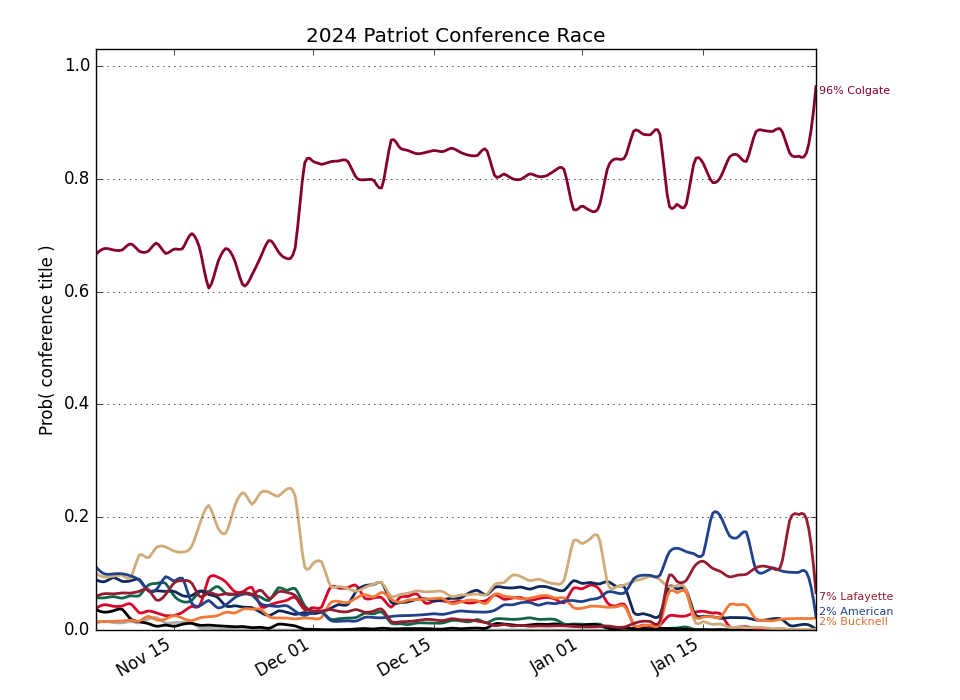 2024 Patriot Conference Race
Prob( conference title )
1.0
0.8
0.6
0.4
0.2
0.0
Nov 15
Dec 01
Dec 15
Jan 01
Jan 15
96% Colgate
7% Lafayette
2% American
2% Bucknell